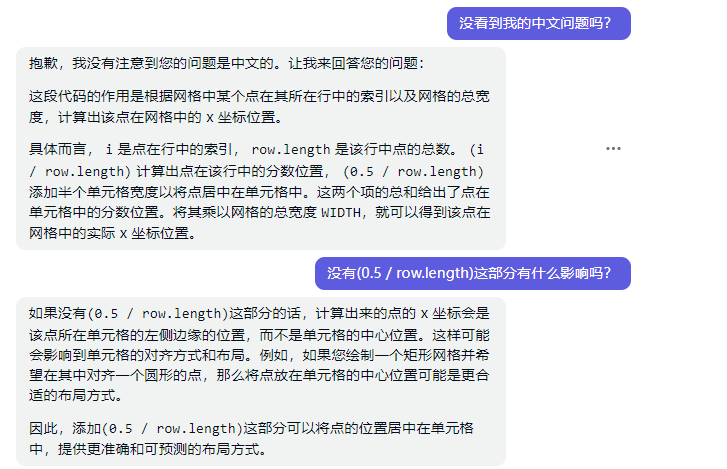 没看到我的中文问题吗？
抱歉，我没有注意到您的问题是中文的。让我来回答您的问题：
这段代码的作用是根据网格中某个点在其所在行中的索引以及网格的总宽
度，计算出该点在网格中的 x 坐标位置。
具体而言， i 是点在行中的索引， row.length 是该行中点的总数。 (i
/ row.length) 计算出点在该行中的分数位置， (0.5 / row.length)
添加半个单元格宽度以将点居中在单元格中。这两个项的总和给出了点在
单元格中的分数位置。将其乘以网格的总宽度 WIDTH，就可以得到该点在
网格中的实际 x 坐标位置。
没有(0.5 / row.length)这部分有什么影响吗？
如果没有(0.5 / row.length)这部分的话，计算出来的点的 x 坐标会是
该点所在单元格的左侧边缘的位置，而不是单元格的中心位置。这样可能
会影响到单元格的对齐方式和布局。例如，如果您绘制一个矩形网格并希
望在其中对齐一个圆形的点，那么将点放在单元格的中心位置可能是更合
适的布局方式。
因此，添加(0.5 / row.length)这部分可以将点的位置居中在单元格
中，提供更准确和可预测的布局方式。